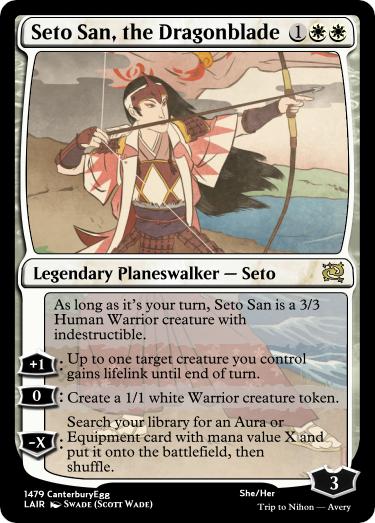 Seto San, the Dragonblade 1
Legendary Planeswalker — Seto
As long as it's your turn, Seto San is a 3/3
Human Warrior creature with
indestructible.
+1: Up to one target creature you control
gains lifelink until end of turn.
0: Create a 1/1 white Warrior creature token.
Search your library for an Aura or
-X: Equipment card with mana value X and
put it onto the battlefield, then
shuffle.
3
1479 CanterburyEgg She/Her
LAIR Swade (Scott Wade) Trip to Nihon — Avery